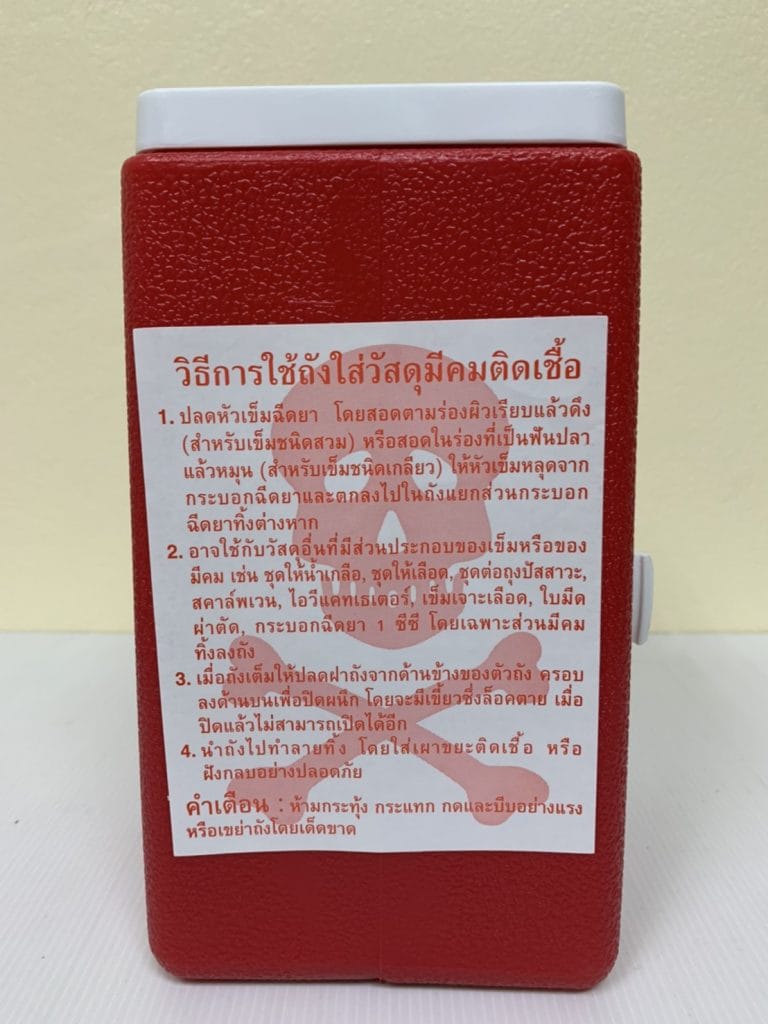 วิธีการใช้ถังใส่วัสดุมีคมติดเชื้อ
1. ปลดหัวเข็มฉีดยา โดยสอดตามร่องผิวเรียบแล้วดึง
(สำหรับเข็มชนิดสวม) หรือสอดในร่องที่เป็นฟันปลา
แล้วหมุน (สำหรับเข็มชนิดเกลียว) ให้หัวเข็มหลุดจาก
กระบอกฉีดยาและตกลงไปในถังแยกส่วนกระบอก
ฉีดยาทิ้งต่างหาก
2. อาจใช้กับวัสดุอื่นที่มีส่วนประกอบของเข็มหรือของ
มีคม เช่น ชุดให้น้ำเกลือ, ชุดให้เลือด, ชุดต่อถุงปัสสาวะ,
สคาล์พเวน, ไอวีแคทเธเตอร์, เข็มเจาะเลือด, ใบมีด
ผ่าตัด, กระบอกฉีดยา 1 ซีซี โดยเฉพาะส่วนมีคม
ทิ้งลงถัง
3. เมื่อถังเต็มให้ปลดฝาถังจากด้านข้างของตัวถัง ครอบ
ลงด้านบนเพื่อปิดผนึก โดยจะมีเขี้ยวซึ่งล็อคตาย เมื่อ
ปิดแล้วไม่สามารถเปิดได้อีก
4. นำถังไปทำลายทิ้ง โดยใส่เผาขยะติดเชื้อ หรือ
ฝังกลบอย่างปลอดภัย
คำเตือน : ห้ามกระทุ้ง กระแทก กดและบีบอย่างแรง
หรือเขย่าถังโดยเด็ดขาด